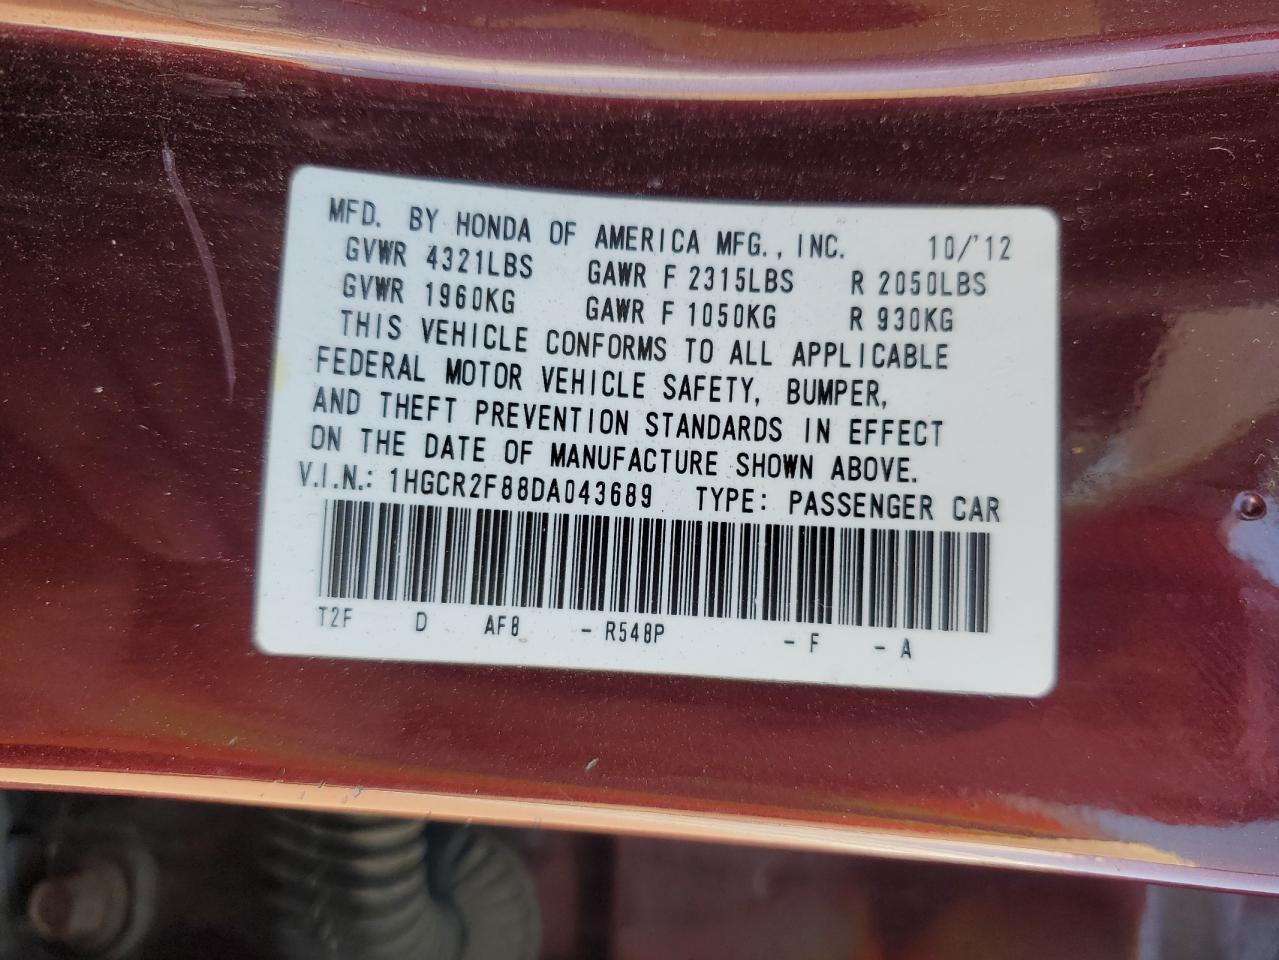 MFD. BY HONDA OF AMERICA MFG., INC. 10/'12
GVWR 4321LBS GAWR F 2315LBS R 2050LBS
GVWR 1960KG GAWR F 1050KG R 930KG
THIS VEHICLE CONFORMS TO ALL APPLICABLE
FEDERAL MOTOR VEHICLE SAFETY, BUMPER,
AND THEFT PREVENTION STANDARDS IN EFFECT
ON THE DATE OF MANUFACTURE SHOWN ABOVE.
V.I.N.: 1HGCR2F88DA043689 TYPE: PASSENGER CAR
T2F D AF8 - R548P - F - A